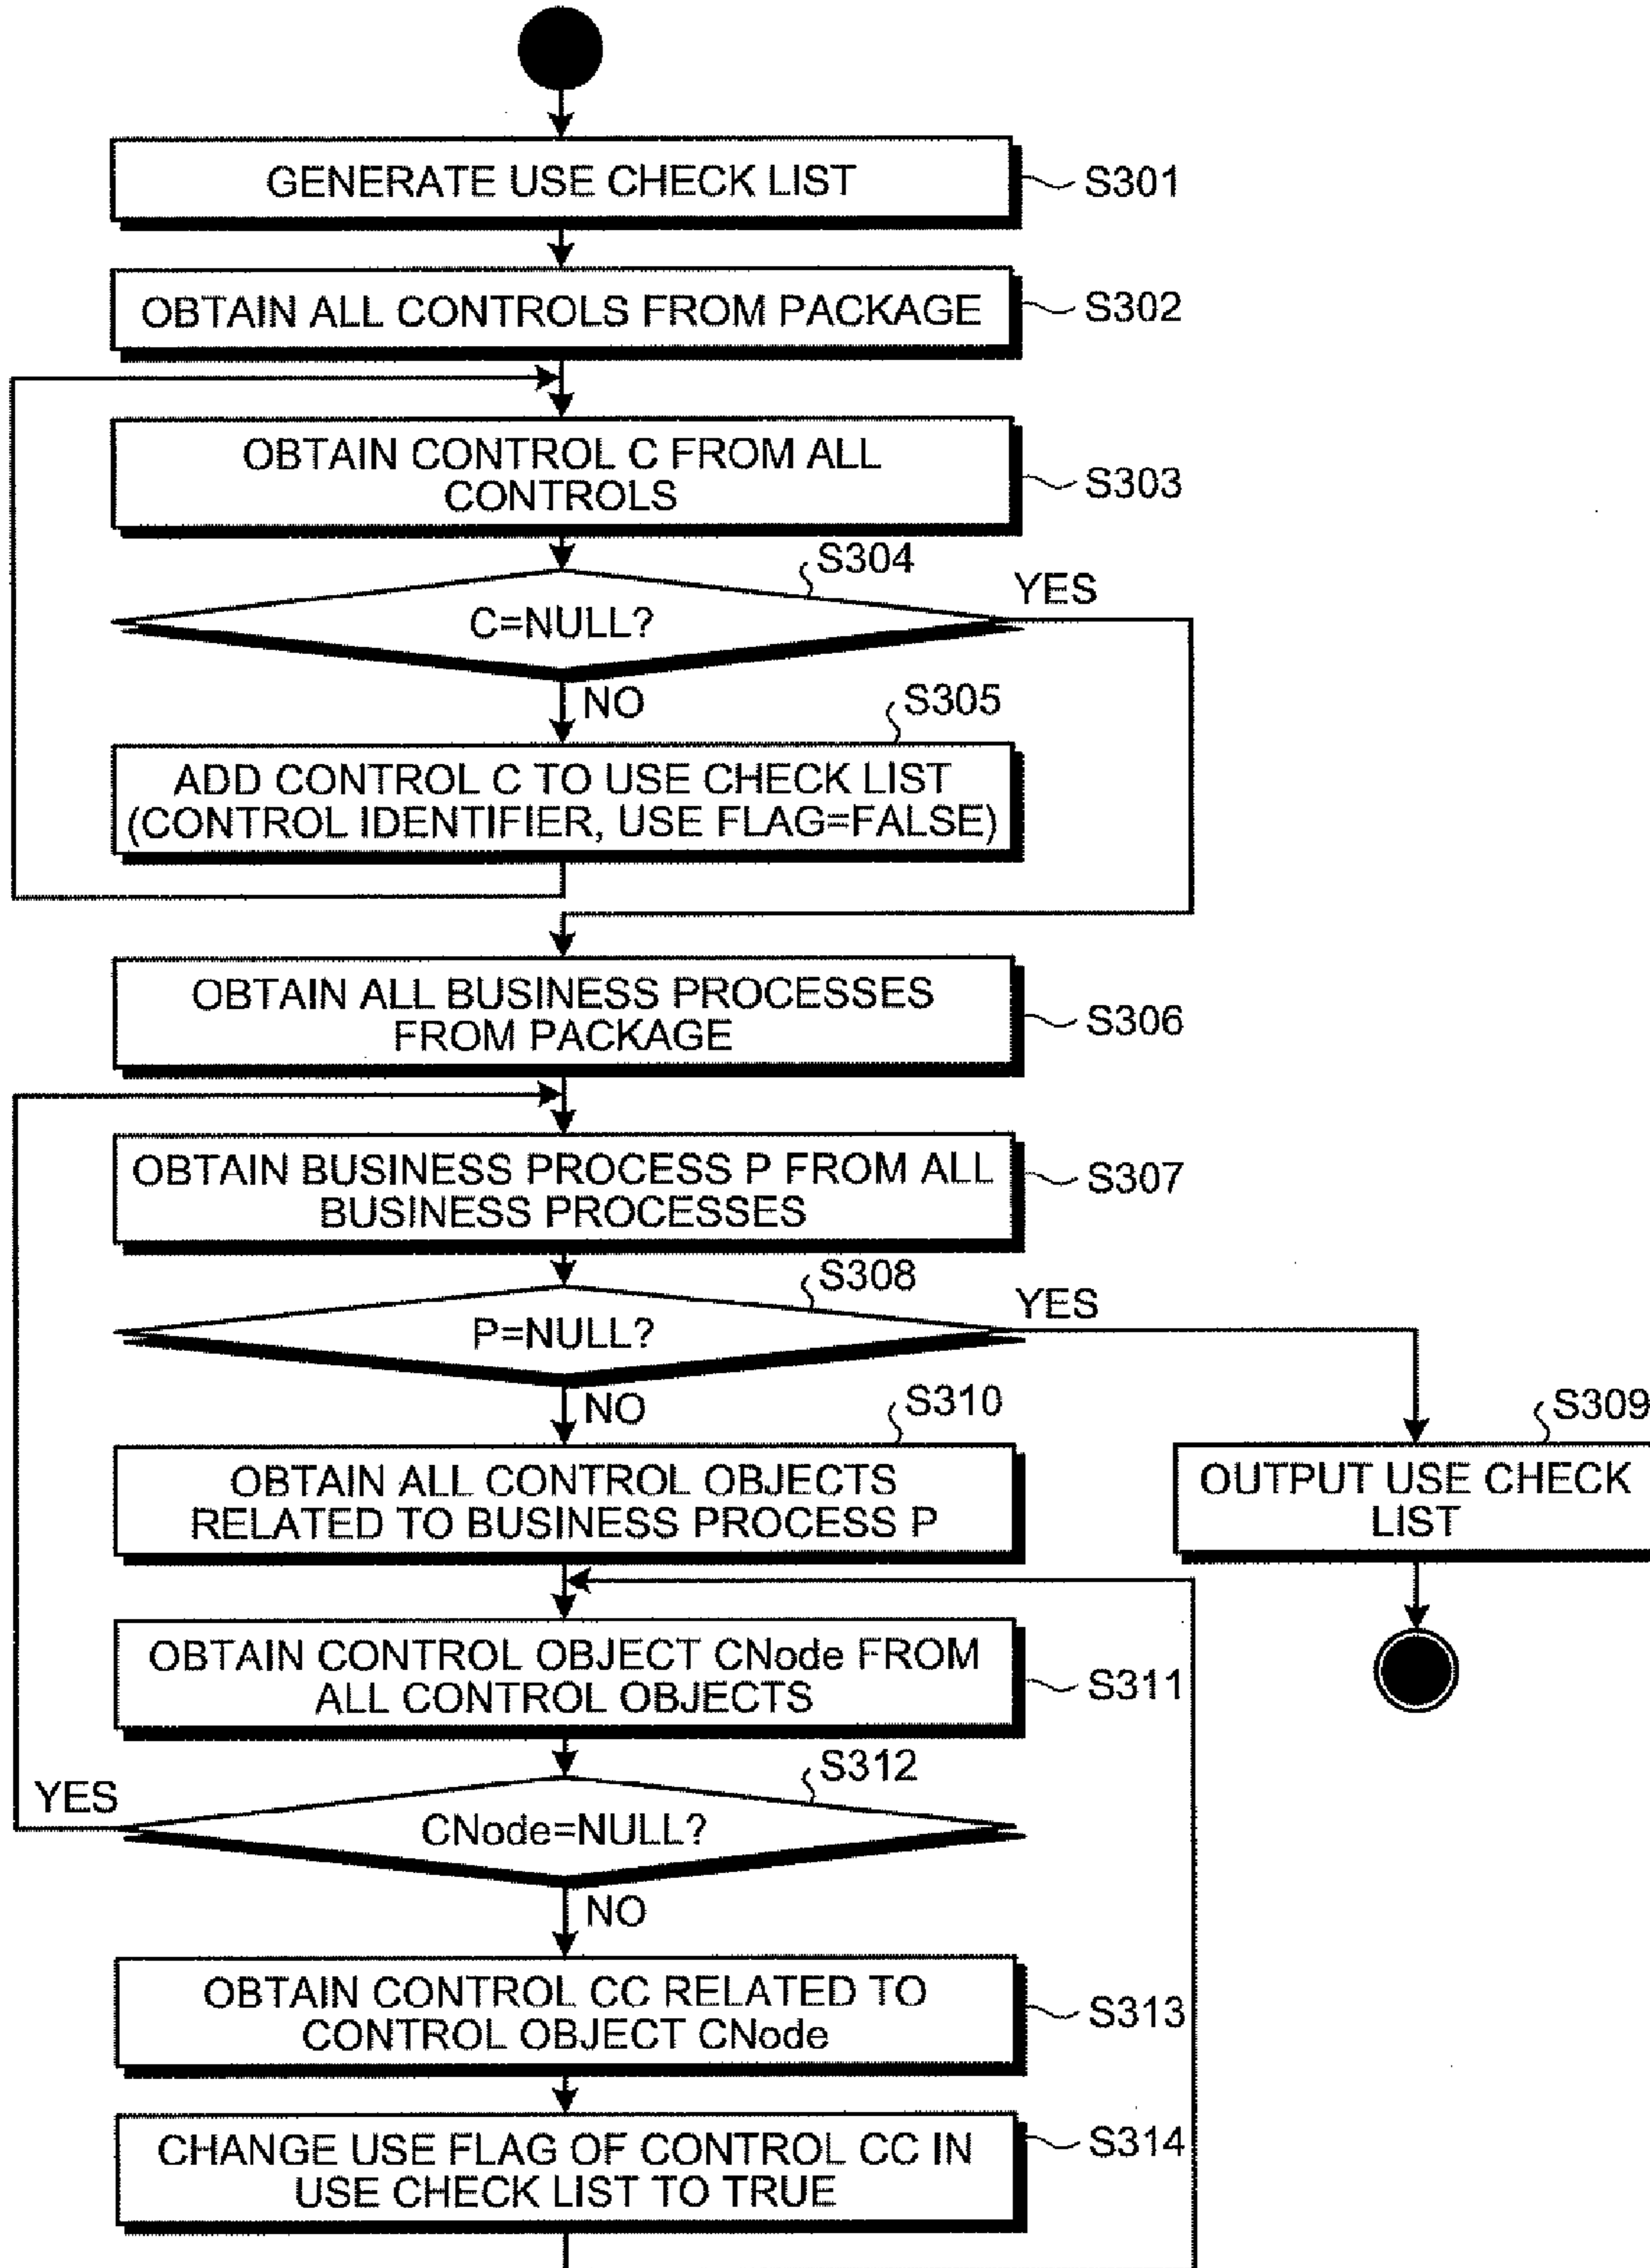 GENERATE USE CHECK LIST
S301
OBTAIN ALL CONTROLS FROM PACKAGE
S302
OBTAIN CONTROL C FROM ALL
CONTROLS
S303
S304
C=NULL?
YES
NO
S305
ADD CONTROL C TO USE CHECK LIST
(CONTROL IDENTIFIER, USE FLAG=FALSE)
OBTAIN ALL BUSINESS PROCESSES
FROM PACKAGE
S306
OBTAIN BUSINESS PROCESS P FROM ALL
BUSINESS PROCESSES
S307
S308
P=NULL?
YES
NO
S310
OBTAIN ALL CONTROL OBJECTS
RELATED TO BUSINESS PROCESS P
S309
OUTPUT USE CHECK
LIST
OBTAIN CONTROL OBJECT CNode FROM
ALL CONTROL OBJECTS
S311
S312
YES
CNode=NULL?
NO
OBTAIN CONTROL CC RELATED TO
CONTROL OBJECT CNode
S313
CHANGE USE FLAG OF CONTROL CC IN
USE CHECK LIST TO TRUE
S314